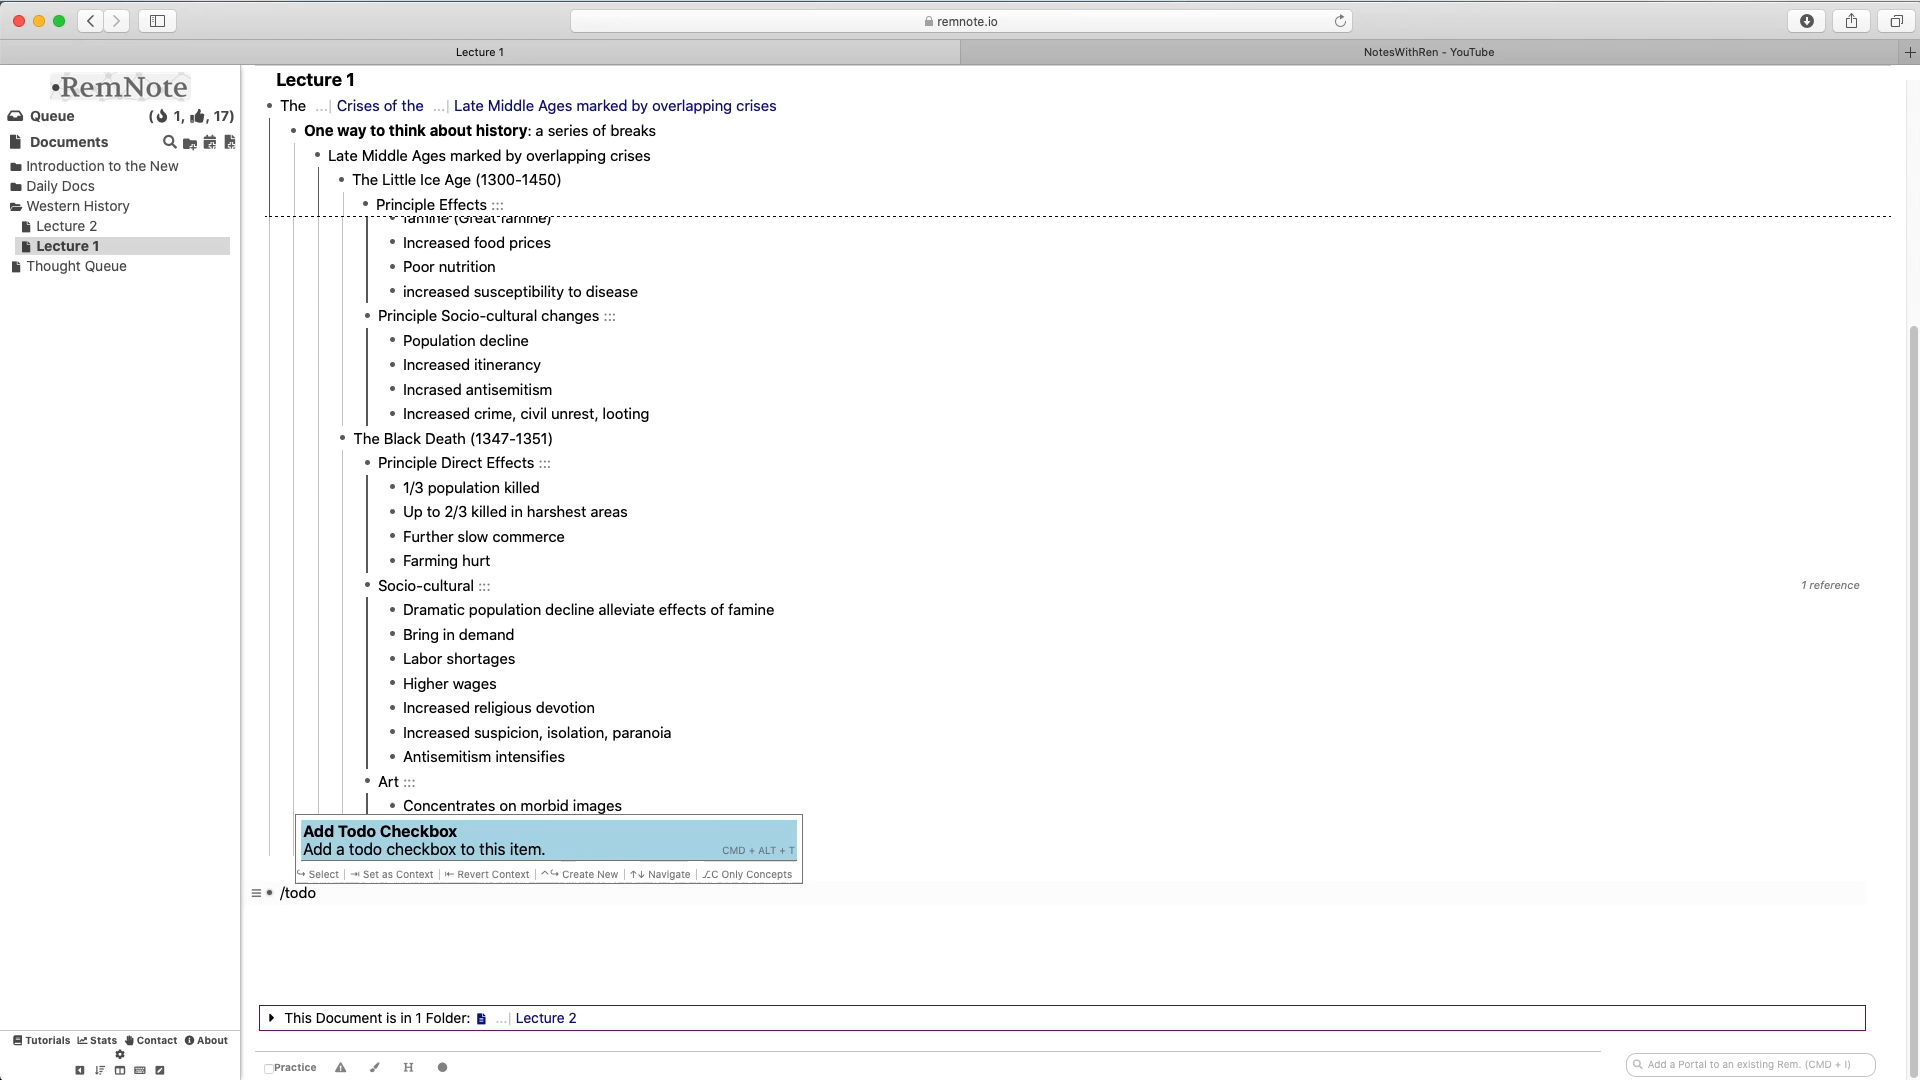 remnote.io
Lecture 1
NotesWithRen - YouTube
RemNote
Queue
( 1, , 17)
Documents
Introduction to the New
Daily Docs
Western History
Lecture 2
Lecture 1
Thought Queue
Lecture 1
The ...| Crises of the ...| Late Middle Ages marked by overlapping crises
One way to think about history: a series of breaks
Late Middle Ages marked by overlapping crises
The Little Ice Age (1300-1450)
Principle Effects :::
famine (Great famine)
Increased food prices
Poor nutrition
increased susceptibility to disease
Principle Socio-cultural changes :::
Population decline
Increased itinerancy
Incrased antisemitism
Increased crime, civil unrest, looting
The Black Death (1347-1351)
Principle Direct Effects :::
1/3 population killed
Up to 2/3 killed in harshest areas
Further slow commerce
Farming hurt
Socio-cultural :::
1 reference
Dramatic population decline alleviate effects of famine
Bring in demand
Labor shortages
Higher wages
Increased religious devotion
Increased suspicion, isolation, paranoia
Antisemitism intensifies
Art :::
Concentrates on morbid images
Add Todo Checkbox
Add a todo checkbox to this item.
CMD + ALT + T
Select | Set as Context | Revert Context | Create New | Navigate | C Only Concepts
/todo
This Document is in 1 Folder: ...| Lecture 2
Tutorials Stats Contact About
Practice H
Add a Portal to an existing Rem. (CMD + I)